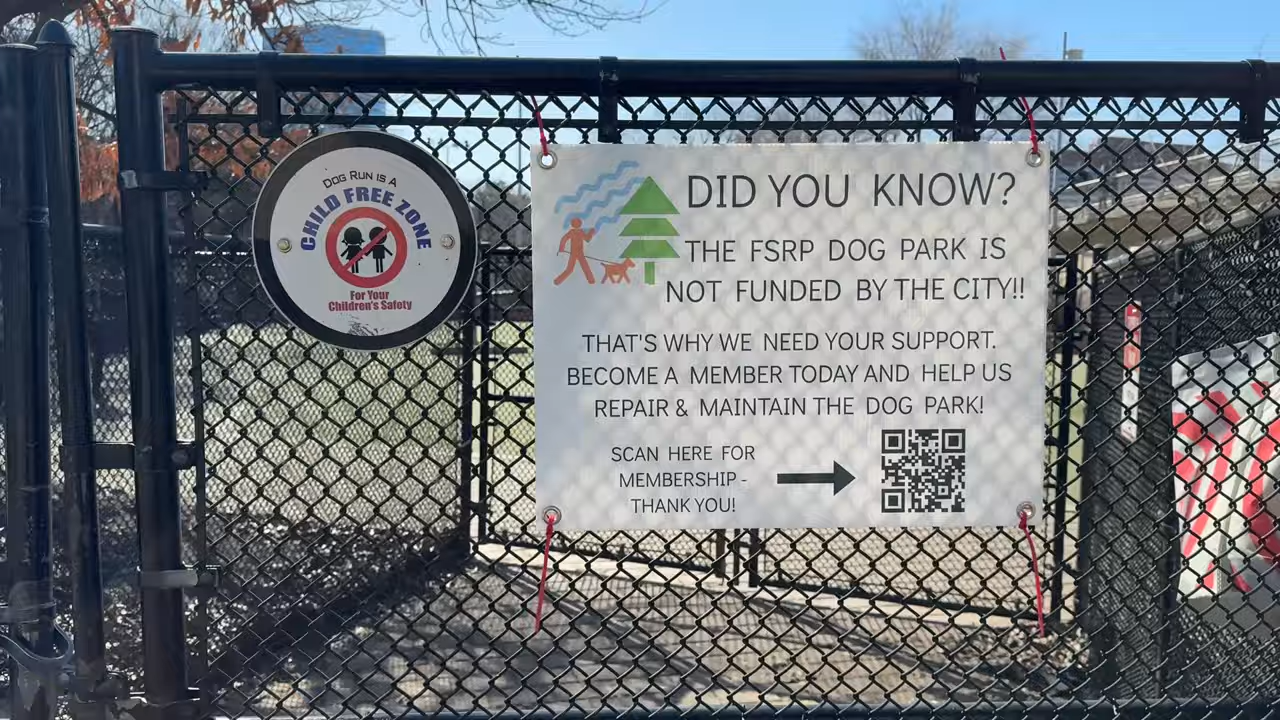 DOG RUN IS A
CHILD FREE ZONE
For Your
Children's Safety
DID YOU KNOW?
THE FSRP DOG PARK IS
NOT FUNDED BY THE CITY!!
THAT'S WHY WE NEED YOUR SUPPORT.
BECOME A MEMBER TODAY AND HELP US
REPAIR & MAINTAIN THE DOG PARK!
SCAN HERE FOR
MEMBERSHIP -
THANK YOU!